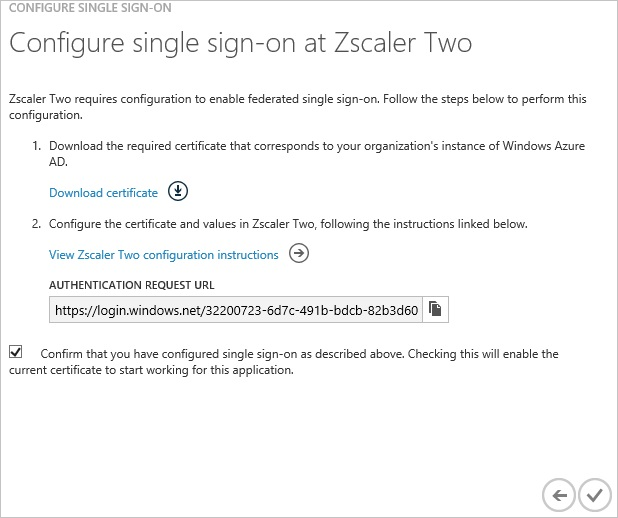 CONFIGURE SINGLE SIGN-ON
Configure single sign-on at Zscaler Two
Zscaler Two requires configuration to enable federated single sign-on. Follow the steps below to perform this
configuration.
1. Download the required certificate that corresponds to your organization's instance of Windows Azure
AD.
Download certificate
2. Configure the certificate and values in Zscaler Two, following the instructions linked below.
View Zscaler Two configuration instructions
AUTHENTICATION REQUEST URL
https://login.windows.net/32200723-6d7c-491b-bdcb-82b3d60
Confirm that you have configured single sign-on as described above. Checking this will enable the
current certificate to start working for this application.